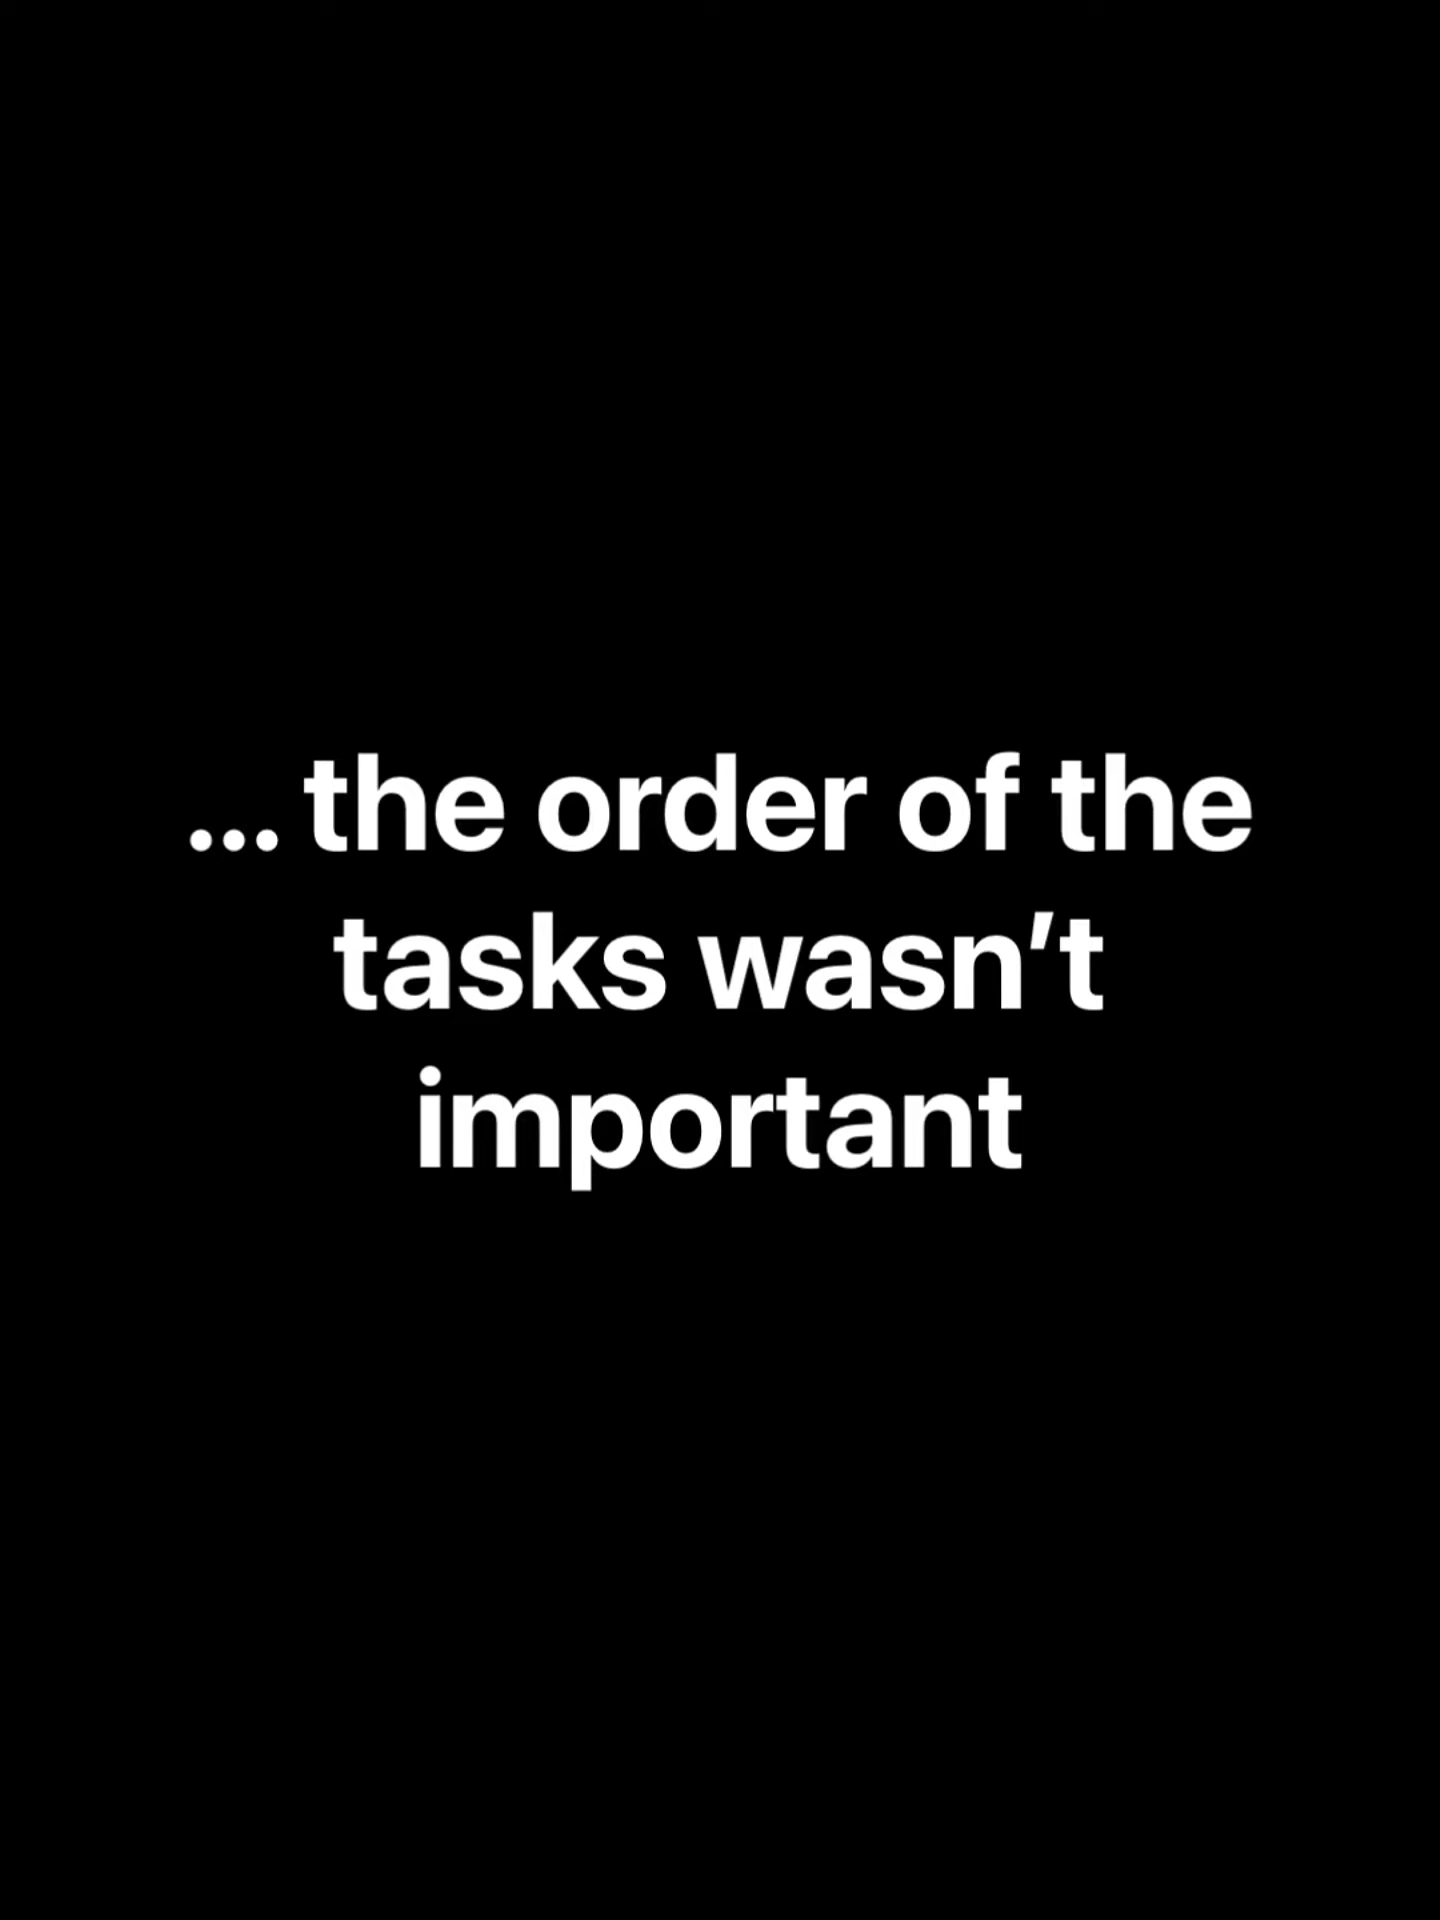 … the order of the
tasks wasn’t
important